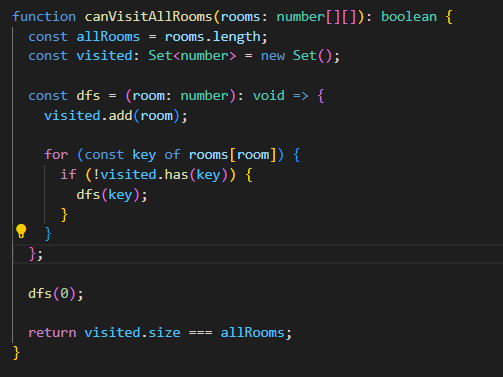 function canVisitAllRooms(rooms: number[][]): boolean {
  const allRooms = rooms.length;
  const visited: Set<number> = new Set();

  const dfs = (room: number): void => {
    visited.add(room);

    for (const key of rooms[room]) {
      if (!visited.has(key)) {
        dfs(key);
      }
    }
  };

  dfs(0);

  return visited.size === allRooms;
}